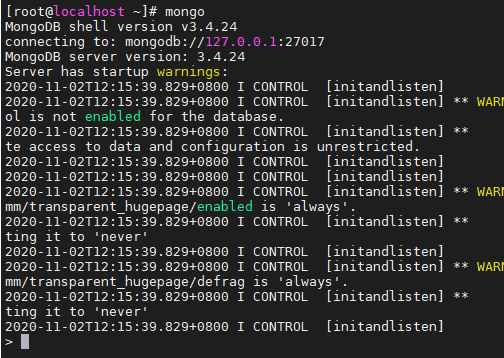 [root@localhost ~]# mongo
MongoDB shell version v3.4.24
connecting to: mongodb://127.0.0.1:27017
MongoDB server version: 3.4.24
Server has startup warnings:
2020-11-02T12:15:39.829+0800 I CONTROL  [initandlisten]
2020-11-02T12:15:39.829+0800 I CONTROL  [initandlisten] ** WARN
ol is not enabled for the database.
2020-11-02T12:15:39.829+0800 I CONTROL  [initandlisten] **
te access to data and configuration is unrestricted.
2020-11-02T12:15:39.829+0800 I CONTROL  [initandlisten]
2020-11-02T12:15:39.829+0800 I CONTROL  [initandlisten]
2020-11-02T12:15:39.829+0800 I CONTROL  [initandlisten] ** WARN
mm/transparent_hugepage/enabled is 'always'.
2020-11-02T12:15:39.829+0800 I CONTROL  [initandlisten] **
ting it to 'never'
2020-11-02T12:15:39.829+0800 I CONTROL  [initandlisten]
2020-11-02T12:15:39.829+0800 I CONTROL  [initandlisten] ** WARN
mm/transparent_hugepage/defrag is 'always'.
2020-11-02T12:15:39.829+0800 I CONTROL  [initandlisten] **
ting it to 'never'
2020-11-02T12:15:39.829+0800 I CONTROL  [initandlisten]
>